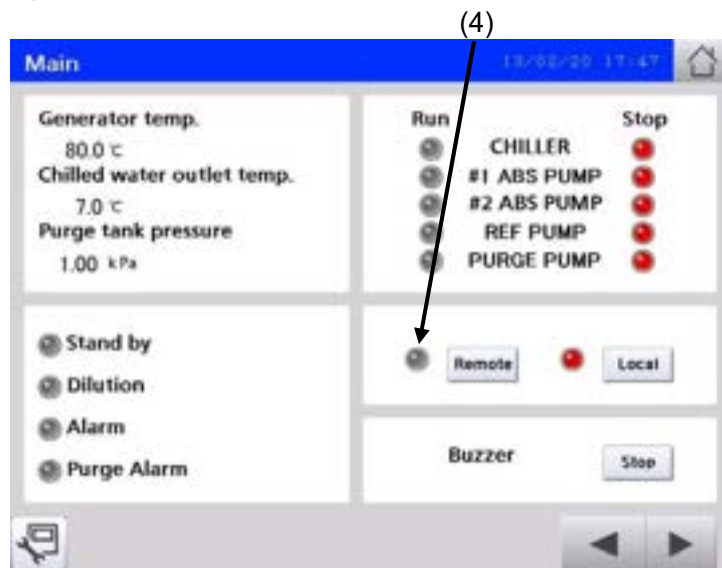 (4)
Main 13/02/20 17:47
Generator temp.
80.0 ℃
Chilled water outlet temp.
7.0 ℃
Purge tank pressure
1.00 kPa
Run Stop
CHILLER
#1 ABS PUMP
#2 ABS PUMP
REF PUMP
PURGE PUMP
Stand by
Dilution
Alarm
Purge Alarm
Remote Local
Buzzer Stop